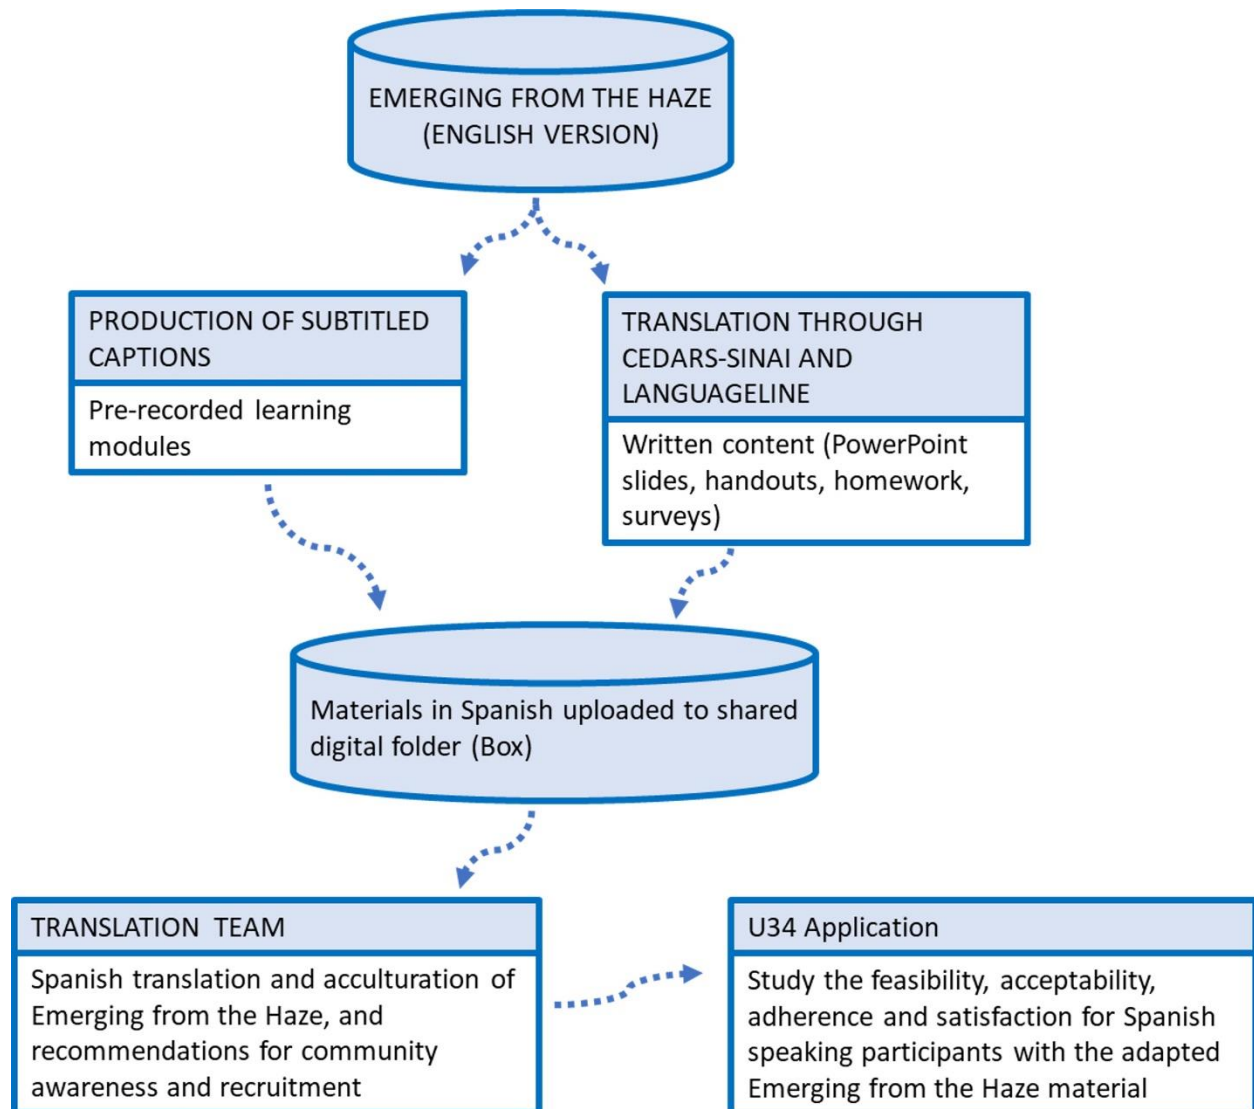 EMERGING FROM THE HAZE
(ENGLISH VERSION)
PRODUCTION OF SUBTITLED
CAPTIONS
Pre-recorded learning
modules
TRANSLATION THROUGH
CEDARS-SINAI AND
LANGUAGELINE
Written content (PowerPoint
slides, handouts, homework,
surveys)
Materials in Spanish uploaded to shared
digital folder (Box)
TRANSLATION TEAM
Spanish translation and acculturation of
Emerging from the Haze, and
recommendations for community
awareness and recruitment
U34 Application
Study the feasibility, acceptability,
adherence and satisfaction for Spanish
speaking participants with the adapted
Emerging from the Haze material